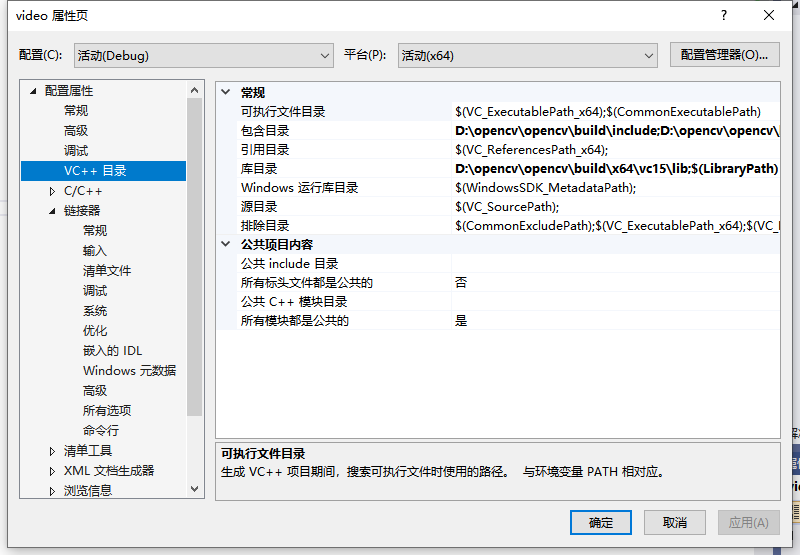 video 属性页
配置(C): 活动(Debug) 平台(P): 活动(x64) 配置管理器(O)...
配置属性
常规
高级
调试
VC++ 目录
C/C++
链接器
常规
输入
清单文件
调试
系统
优化
嵌入的 IDL
Windows 元数据
高级
所有选项
命令行
清单工具
XML 文档生成器
浏览信息
常规
可执行文件目录 $(VC_ExecutablePath_x64);$(CommonExecutablePath)
包含目录 D:\opencv\opencv\build\include;D:\opencv\opencv\
引用目录 $(VC_ReferencesPath_x64);
库目录 D:\opencv\opencv\build\x64\vc15\lib;$(LibraryPath)
Windows 运行库目录 $(WindowsSDK_MetadataPath);
源目录 $(VC_SourcePath);
排除目录 $(CommonExcludePath);$(VC_ExecutablePath_x64);$(VC_
公共项目内容
公共 include 目录
所有标头文件都是公共的 否
公共 C++ 模块目录
所有模块都是公共的 是
可执行文件目录
生成 VC++ 项目期间，搜索可执行文件时使用的路径。 与环境变量 PATH 相对应。
确定 取消 应用(A)